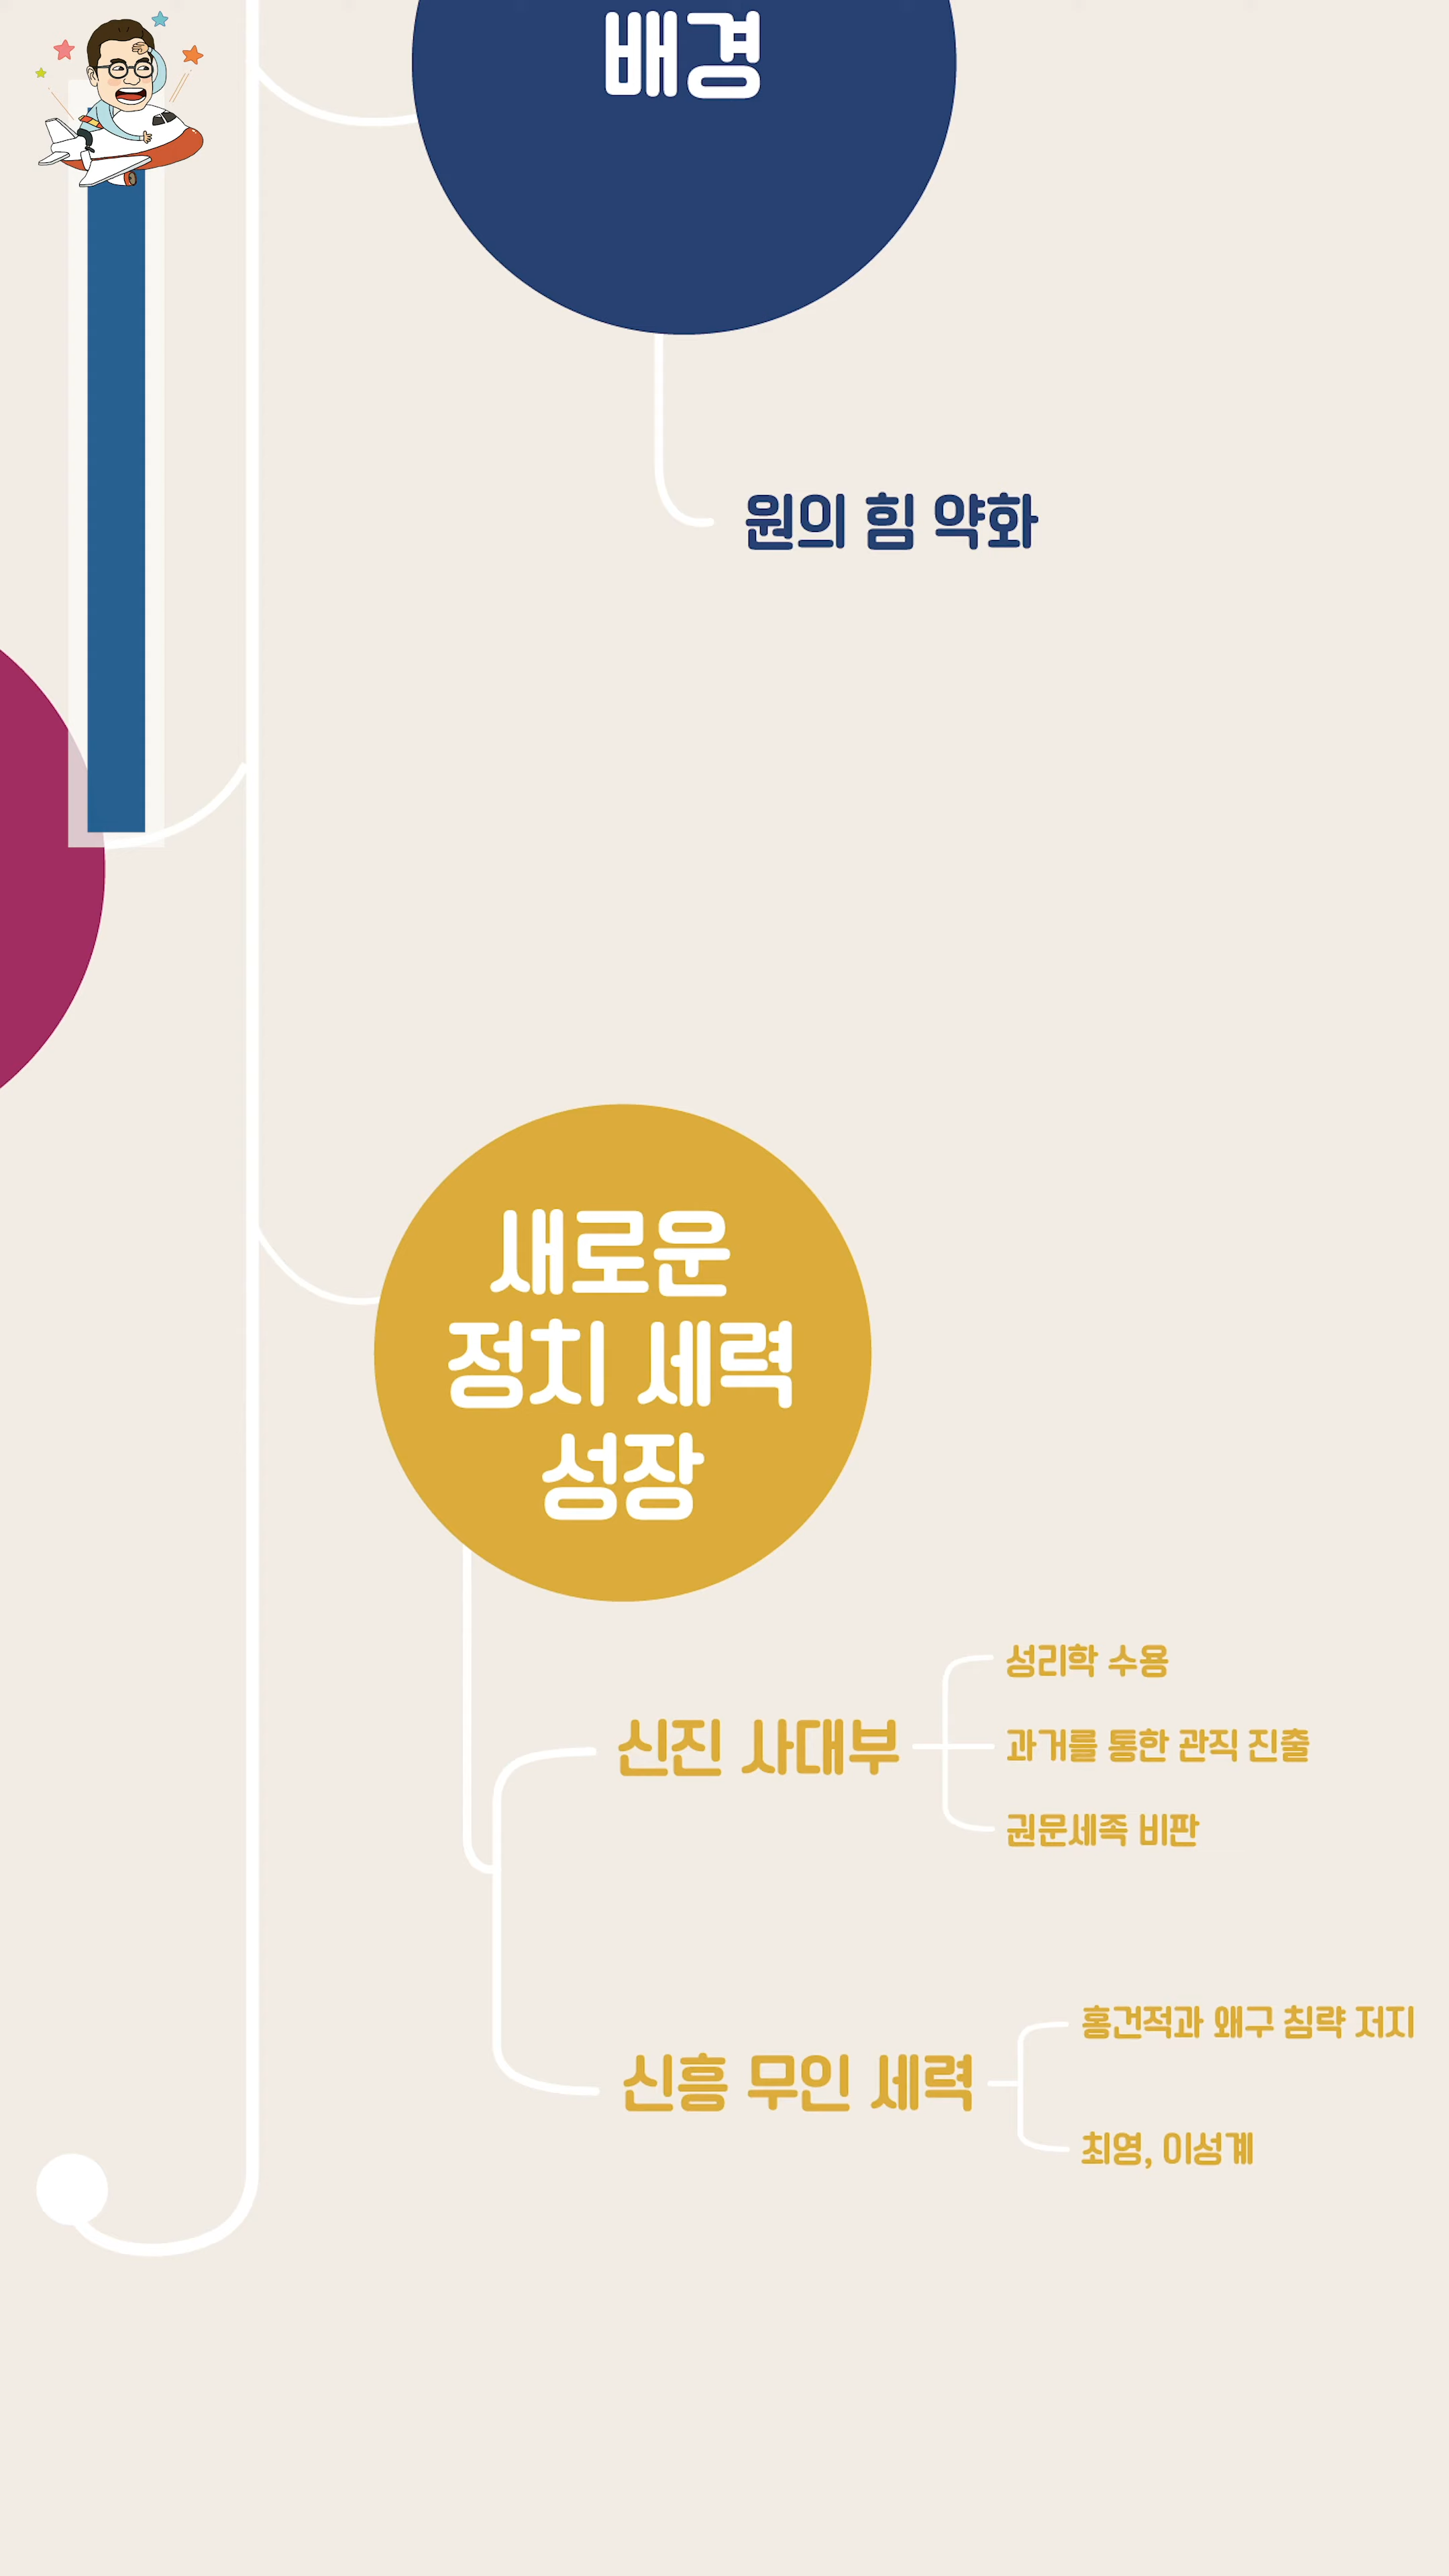 배경
원의 힘 약화
새로운
정치 세력
성장
신진 사대부
성리학 수용
과거를 통한 관직 진출
권문세족 비판
신흥 무인 세력
홍건적과 왜구 침략 저지
최영, 이성계